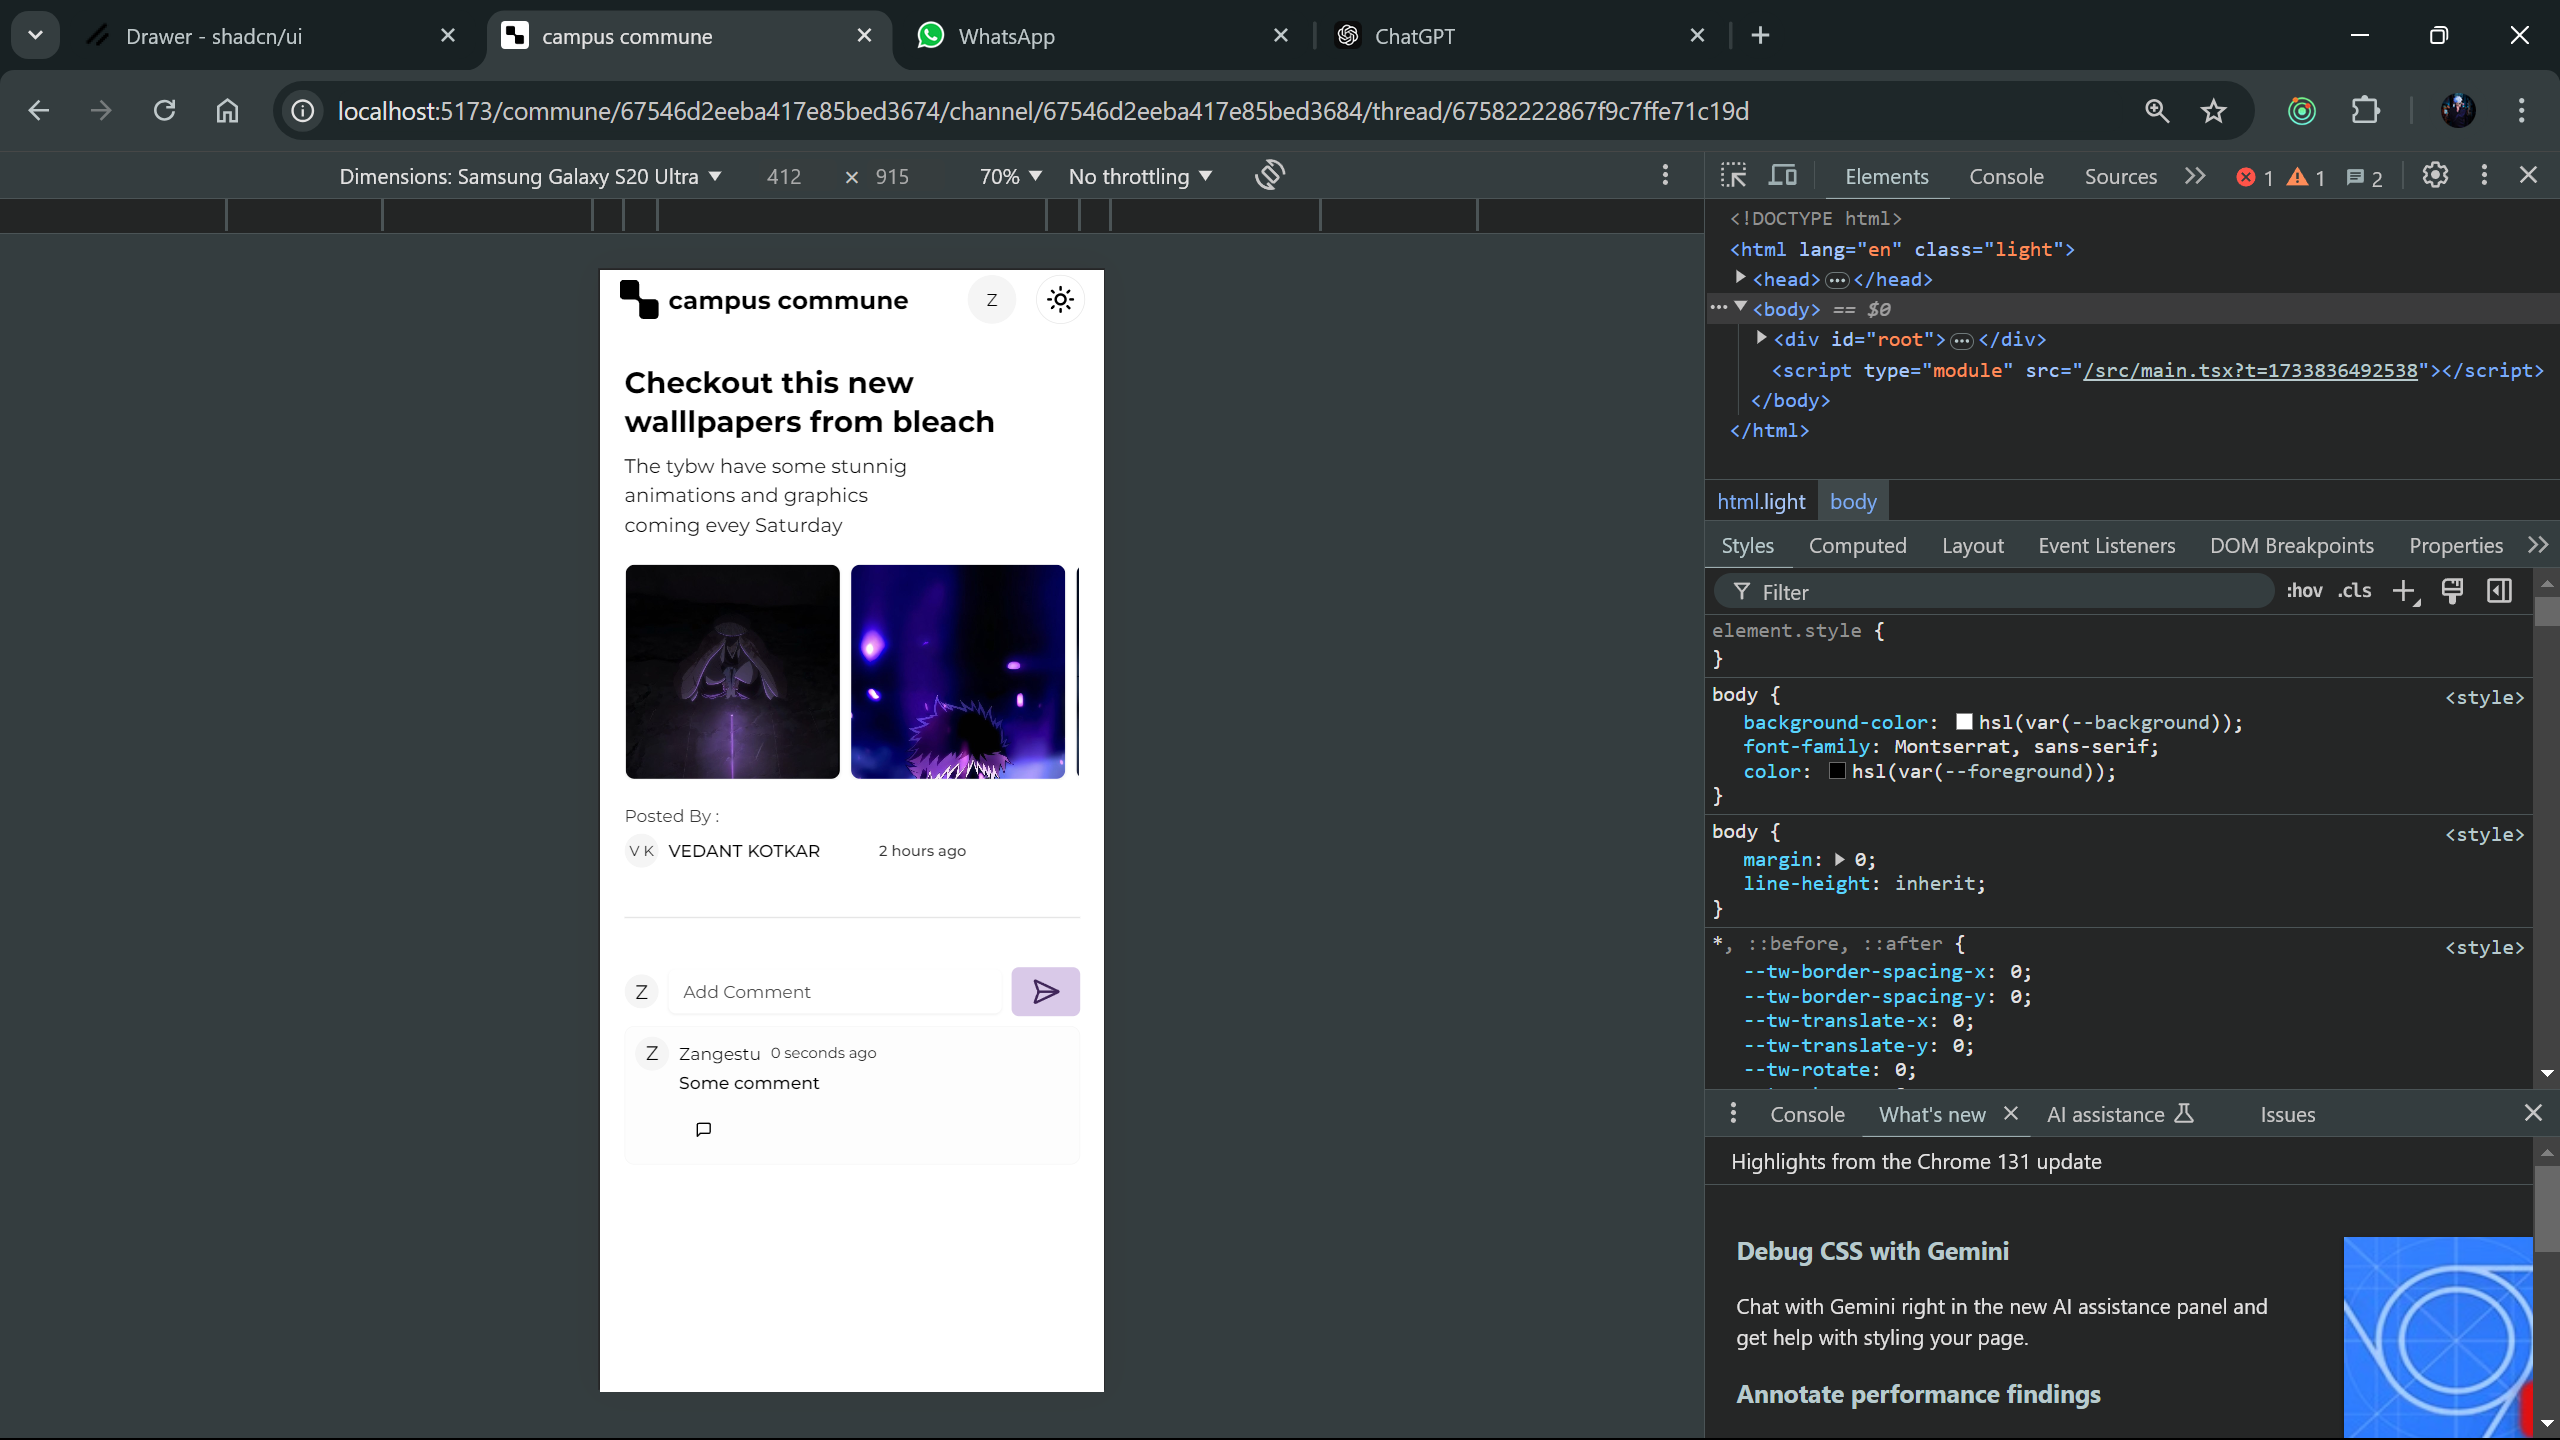 Drawer - shadcn/ui
campus commune
WhatsApp
ChatGPT
localhost:5173/commune/67546d2eeba417e85bed3674/channel/67546d2eeba417e85bed3684/thread/67582222867f9c7ffe71c19d
Dimensions: Samsung Galaxy S20 Ultra 412 × 915 70% No throttling
campus commune Z
Checkout this new
walllpapers from bleach
The tybw have some stunnig
animations and graphics
coming evey Saturday
Posted By :
V K VEDANT KOTKAR 2 hours ago
Z Add Comment
Z Zangestu 0 seconds ago
Some comment
Elements Console Sources 1 1 2
<!DOCTYPE html>
<html lang="en" class="light">
<head>…</head>
<body> == $0
<div id="root">…</div>
<script type="module" src="/src/main.tsx?t=1733836492538"></script>
</body>
</html>
html.light body
Styles Computed Layout Event Listeners DOM Breakpoints Properties
Filter :hov .cls
element.style {
}
body { <style>
background-color: hsl(var(--background));
font-family: Montserrat, sans-serif;
color: hsl(var(--foreground));
}
body { <style>
margin: 0;
line-height: inherit;
}
*, ::before, ::after { <style>
--tw-border-spacing-x: 0;
--tw-border-spacing-y: 0;
--tw-translate-x: 0;
--tw-translate-y: 0;
--tw-rotate: 0;
Console What's new AI assistance Issues
Highlights from the Chrome 131 update
Debug CSS with Gemini
Chat with Gemini right in the new AI assistance panel and
get help with styling your page.
Annotate performance findings